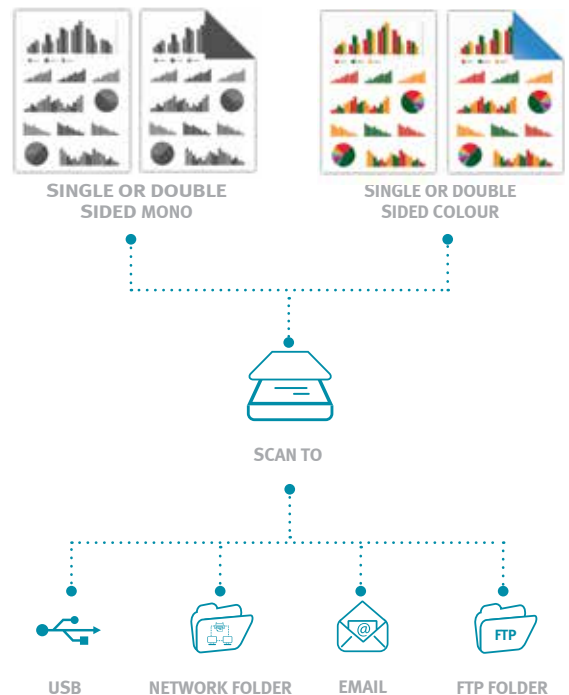 SINGLE OR DOUBLE
SIDED MONO
SINGLE OR DOUBLE
SIDED COLOUR
SCAN TO
@
FTP
USB
NETWORK FOLDER
EMAIL
FTP FOLDER